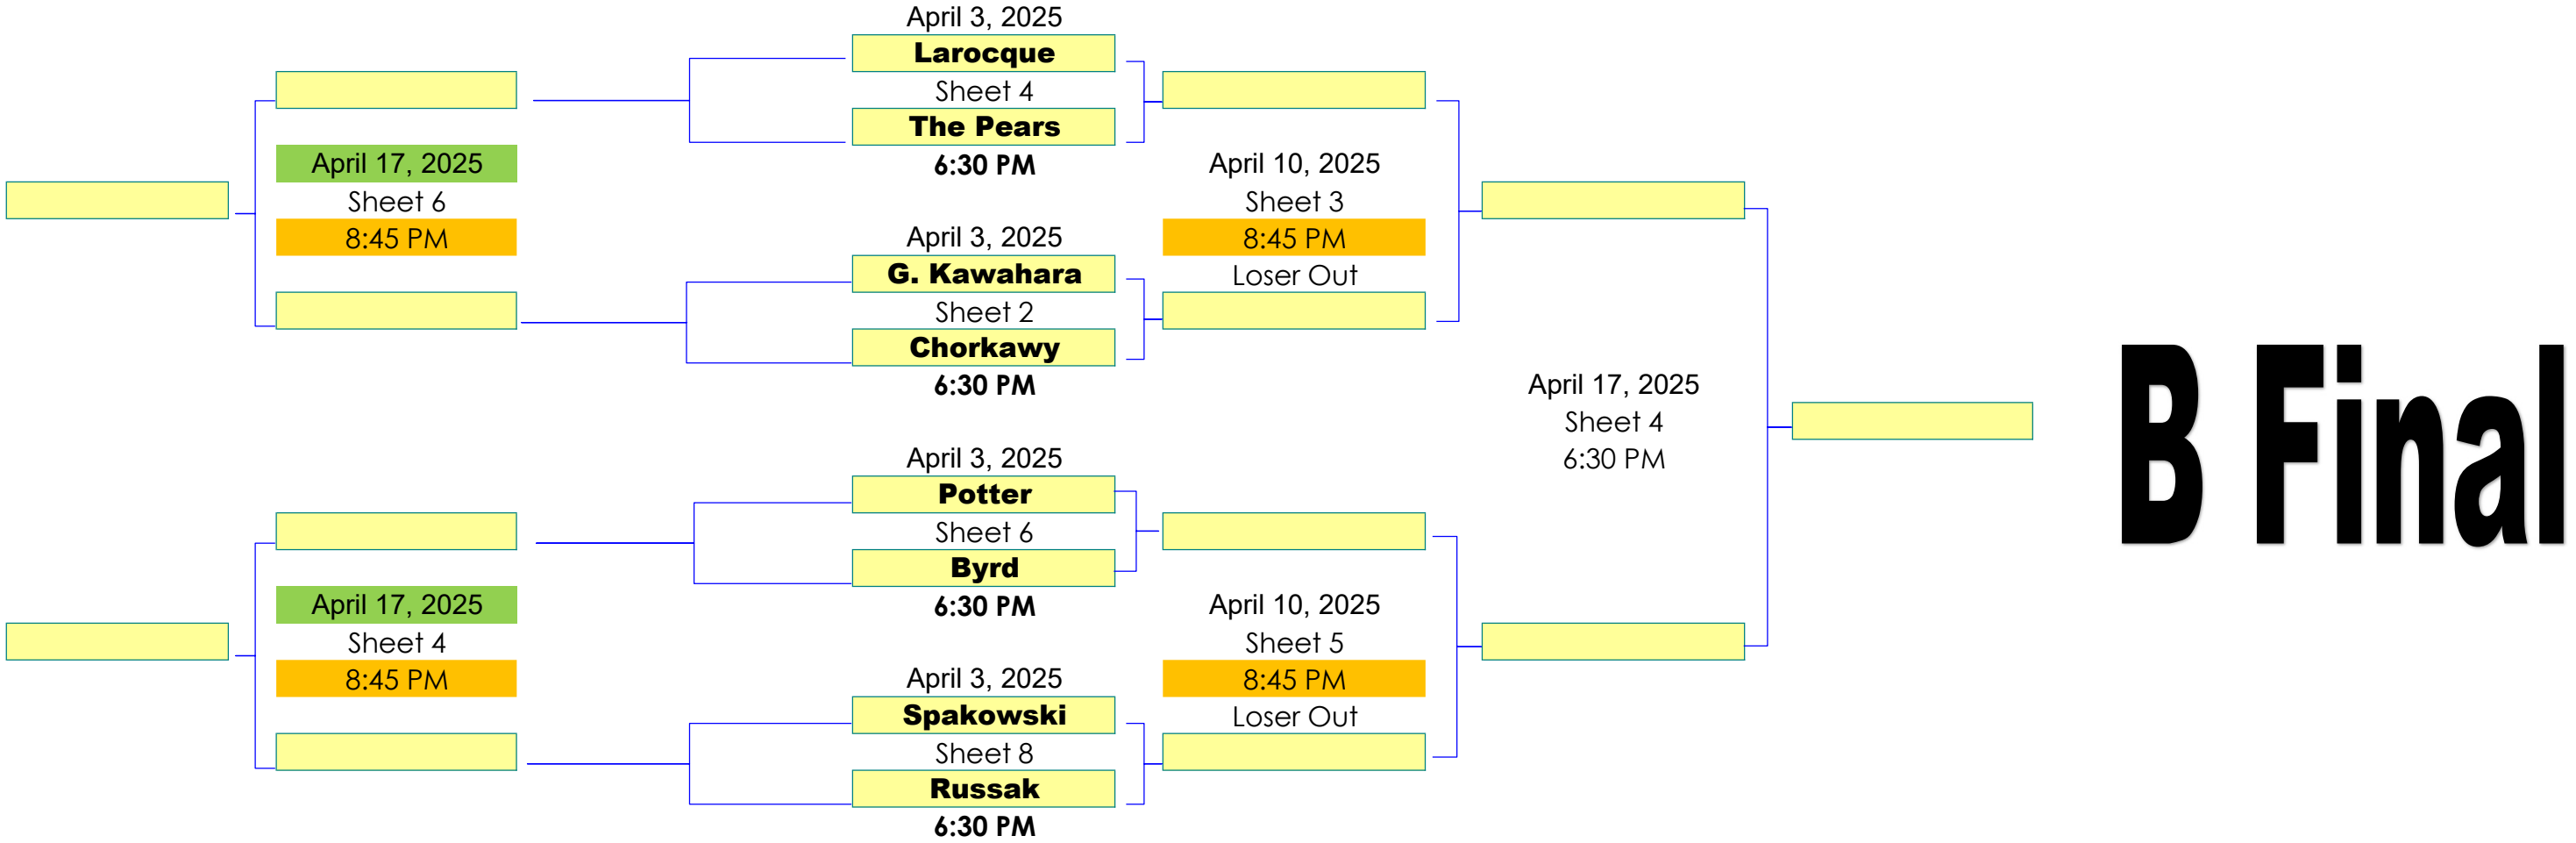 April 3, 2025
Larocque
Sheet 4
The Pears
6:30 PM
April 17, 2025
Sheet 6
8:45 PM
April 10, 2025
Sheet 3
8:45 PM
Loser Out
April 3, 2025
G. Kawahara
Sheet 2
Chorkawy
6:30 PM
April 17, 2025
Sheet 4
6:30 PM
B Final
April 3, 2025
Potter
Sheet 6
Byrd
6:30 PM
April 17, 2025
Sheet 4
8:45 PM
April 10, 2025
Sheet 5
8:45 PM
Loser Out
April 3, 2025
Spakowski
Sheet 8
Russak
6:30 PM